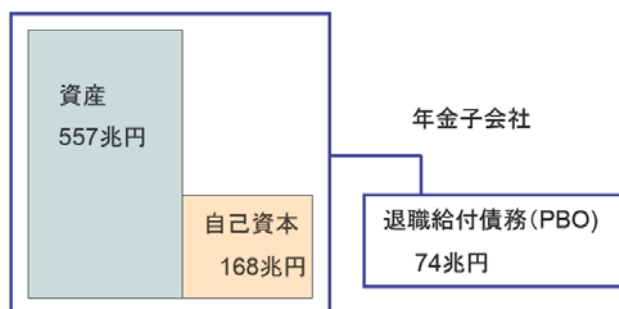 資産
557兆円
自己資本
168兆円
年金子会社
退職給付債務(PBO)
74兆円